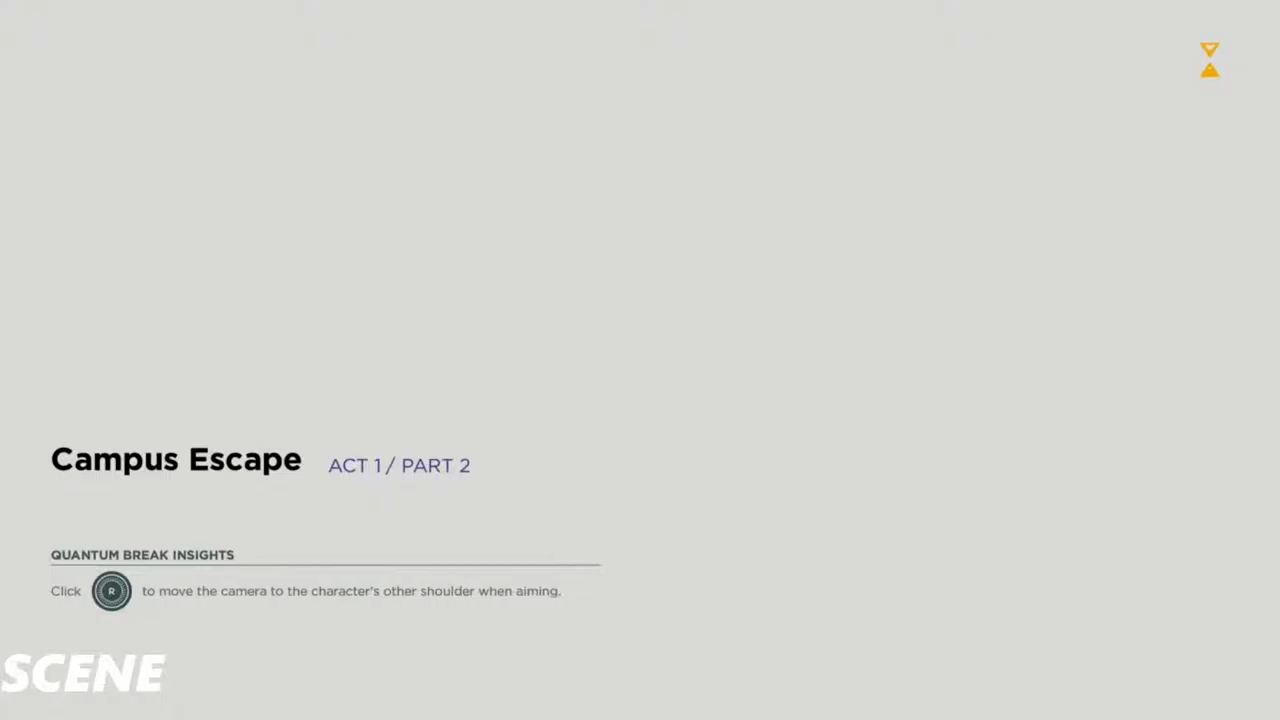 Campus Escape ACT 1 / PART 2
QUANTUM BREAK INSIGHTS
Click R to move the camera to the character's other shoulder when aiming.
SCENE